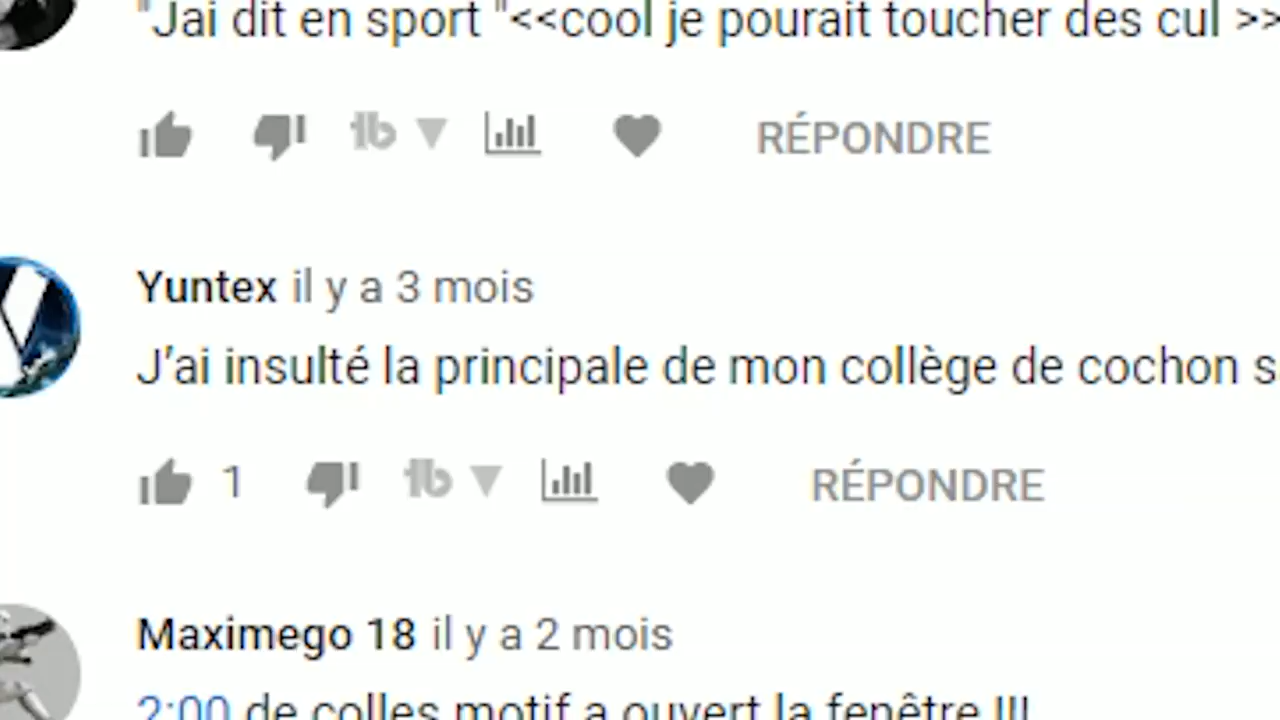 "Jai dit en sport "<<cool je pourait toucher des cul >>
RÉPONDRE
Yuntex il y a 3 mois
J'ai insulté la principale de mon collège de cochon
1 RÉPONDRE
Maximego 18 il y a 2 mois
2:00 de colles motif a ouvert la fenêtre !!!